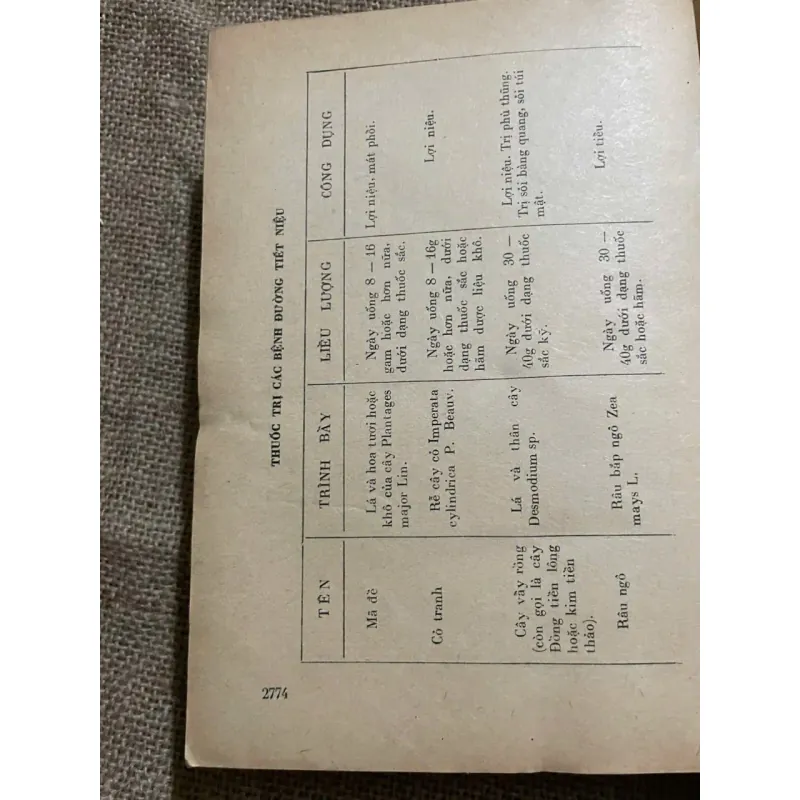 THUỐC TRỊ CÁC BỆNH ĐƯỜNG TIẾT NIỆU
TÊN
TRÌNH BẦY
LIỀU LƯỢNG
CÔNG DỤNG
Mã đề
Lá và hoa tươi hoặc
khô của cây Plantages
major Lin.
Ngày uống 8 — 16
gam hoặc hơn nữa,
dưới dạng thuốc sắc.
Lợi niệu, mát phổi.
Cỏ tranh
Rễ cây cỏ Imperata
cylindrica P. Beauv.
Ngày uống 8 — 16g
hoặc hơn nữa, dưới
dạng thuốc sắc hoặc
hãm dược liệu khô.
Lợi niệu.
Cây vẩy rồng
(còn gọi là cây
Đồng tiền lông
hoặc kim tiền
thảo).
Lá và thân cây
Desmodium sp.
Ngày uống 30 —
40g dưới dạng thuốc
sắc kỹ.
Lợi niệu. Trị phù thũng.
Trị sỏi bàng quang, sỏi túi
mật.
Râu ngô
Râu bắp ngô Zea
mays L.
Ngày uống 30 —
40g dưới dạng thuốc
sắc hoặc hãm.
Lợi tiểu.
2774